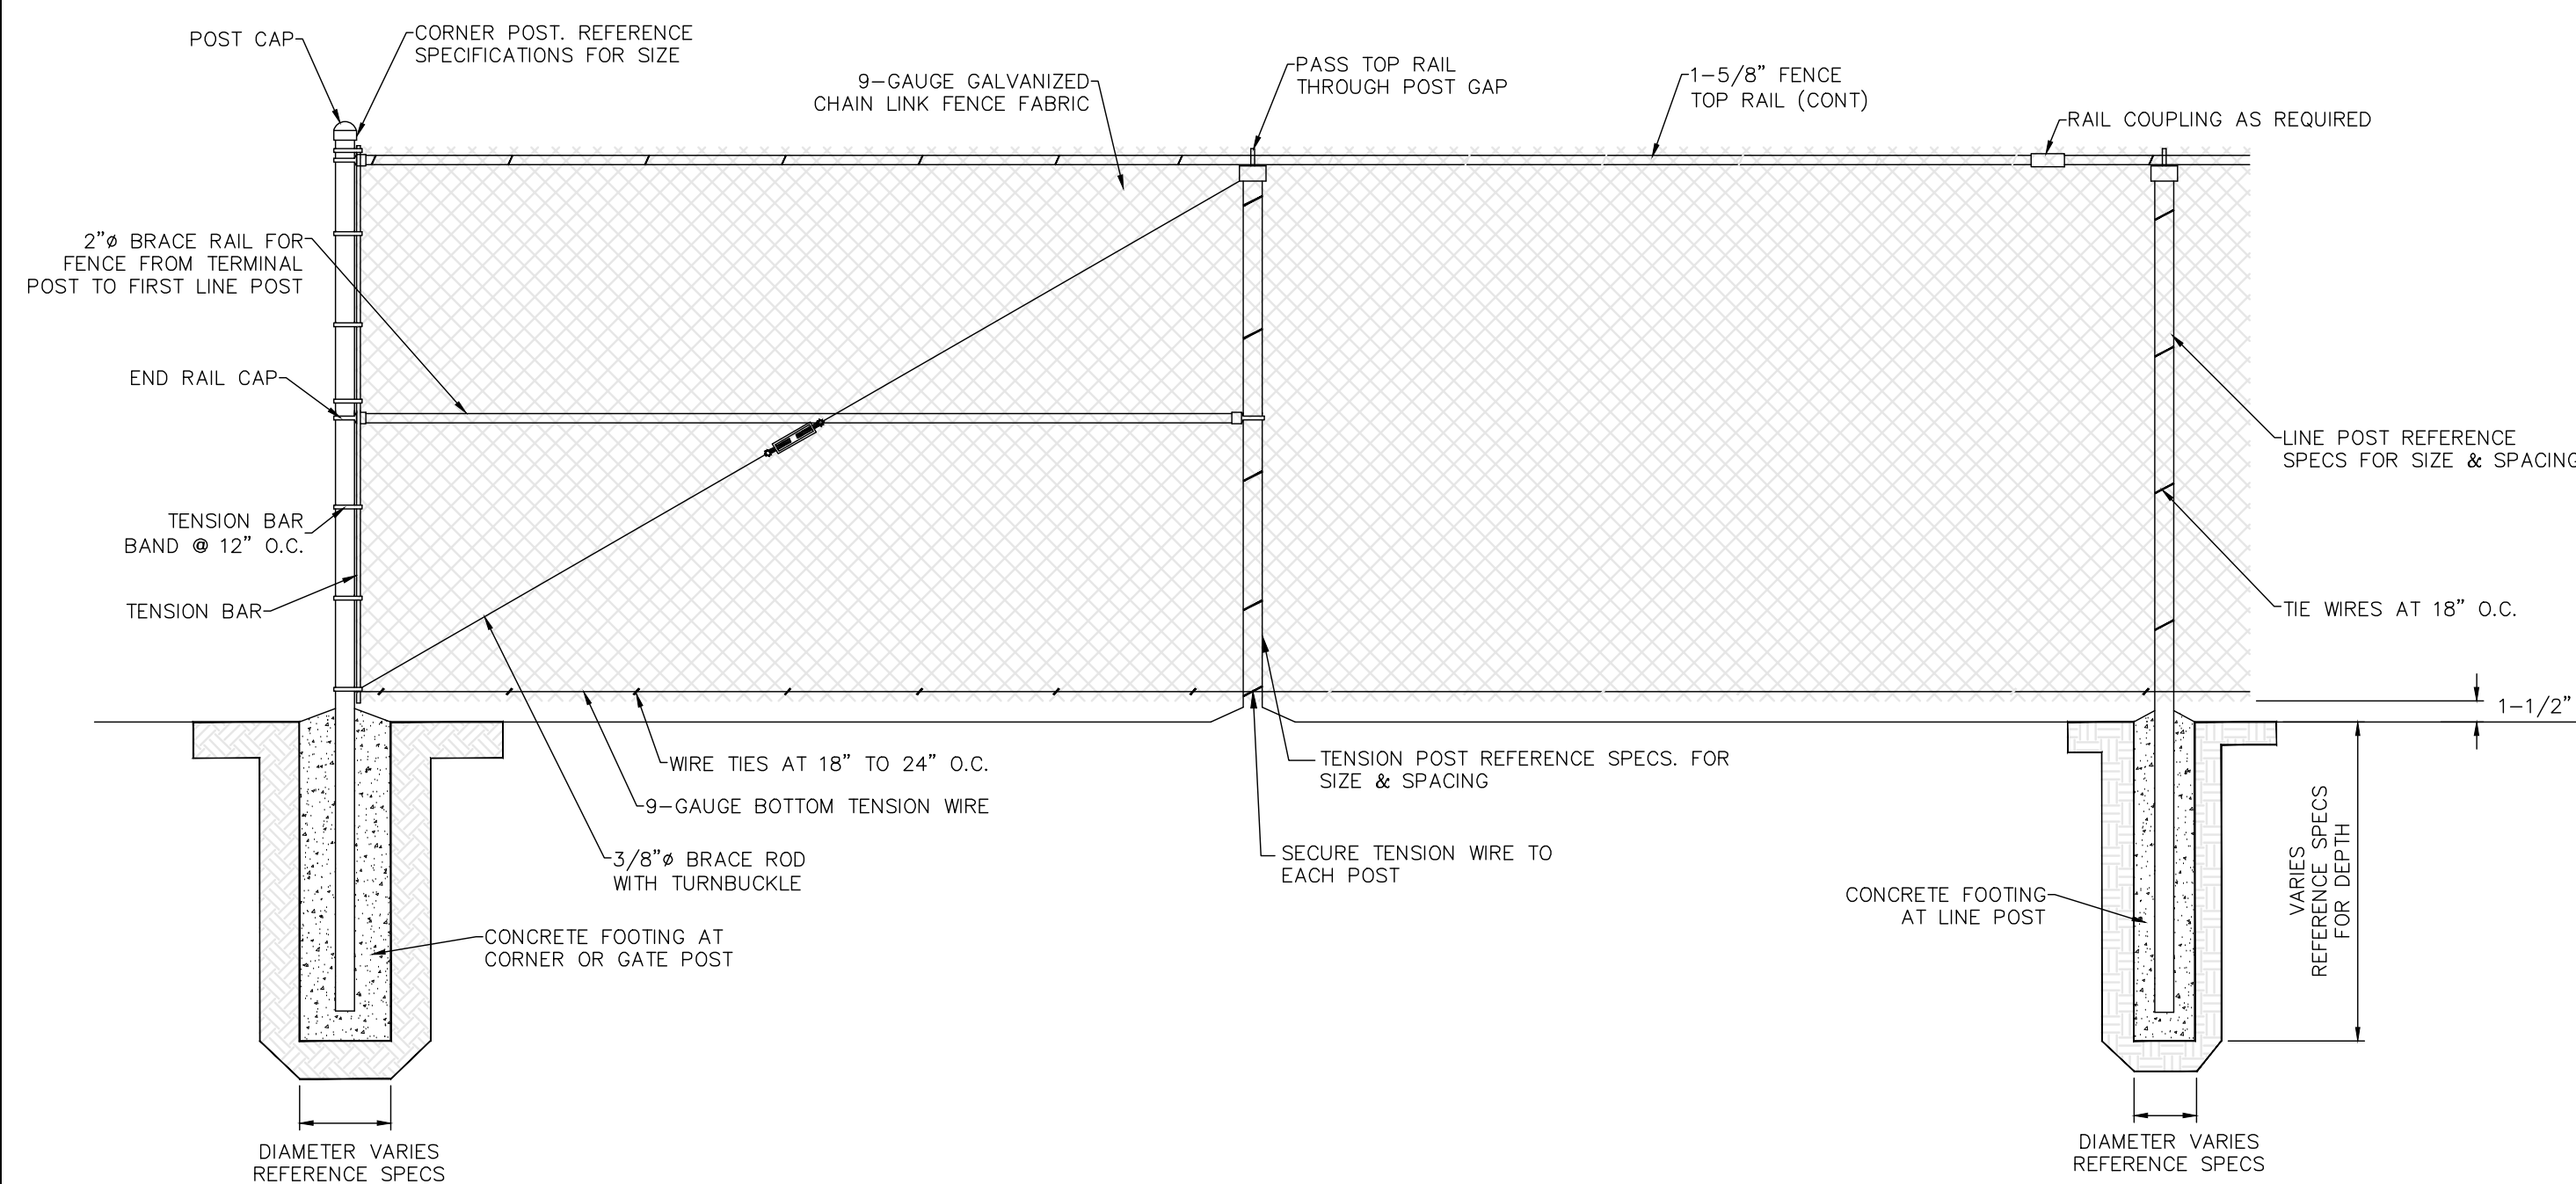 POST CAP
CORNER POST. REFERENCE
SPECIFICATIONS FOR SIZE
9-GAUGE GALVANIZED
CHAIN LINK FENCE FABRIC
PASS TOP RAIL
THROUGH POST GAP
1-5/8" FENCE
TOP RAIL (CONT)
RAIL COUPLING AS REQUIRED
2"ø BRACE RAIL FOR
FENCE FROM TERMINAL
POST TO FIRST LINE POST
END RAIL CAP
TENSION BAR
BAND @ 12" O.C.
TENSION BAR
LINE POST REFERENCE
SPECS FOR SIZE & SPACING
TIE WIRES AT 18" O.C.
1-1/2"
WIRE TIES AT 18" TO 24" O.C.
9-GAUGE BOTTOM TENSION WIRE
3/8"ø BRACE ROD
WITH TURNBUCKLE
TENSION POST REFERENCE SPECS. FOR
SIZE & SPACING
SECURE TENSION WIRE TO
EACH POST
CONCRETE FOOTING AT
CORNER OR GATE POST
CONCRETE FOOTING
AT LINE POST
VARIES
REFERENCE SPECS
FOR DEPTH
DIAMETER VARIES
REFERENCE SPECS
DIAMETER VARIES
REFERENCE SPECS